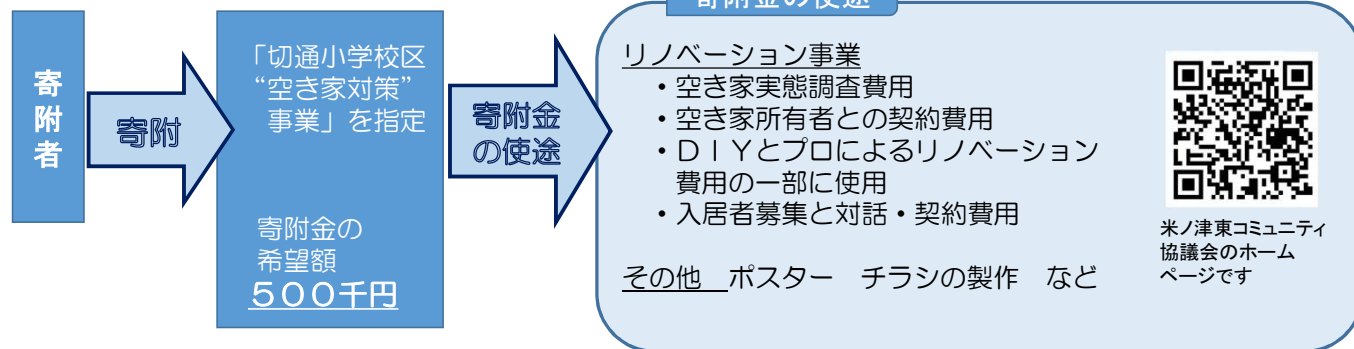 寄附金の使途
寄附者
寄附
「切通小学校区
“空き家対策”
事業」を指定
寄附金の
希望額
５００千円
寄附金
の使途
リノベーション事業
・空き家実態調査費用
・空き家所有者との契約費用
・ＤＩＹとプロによるリノベーション
費用の一部に使用
・入居者募集と対話・契約費用
その他　ポスター　チラシの製作　など
米ノ津東コミュニティ
協議会のホーム
ページです